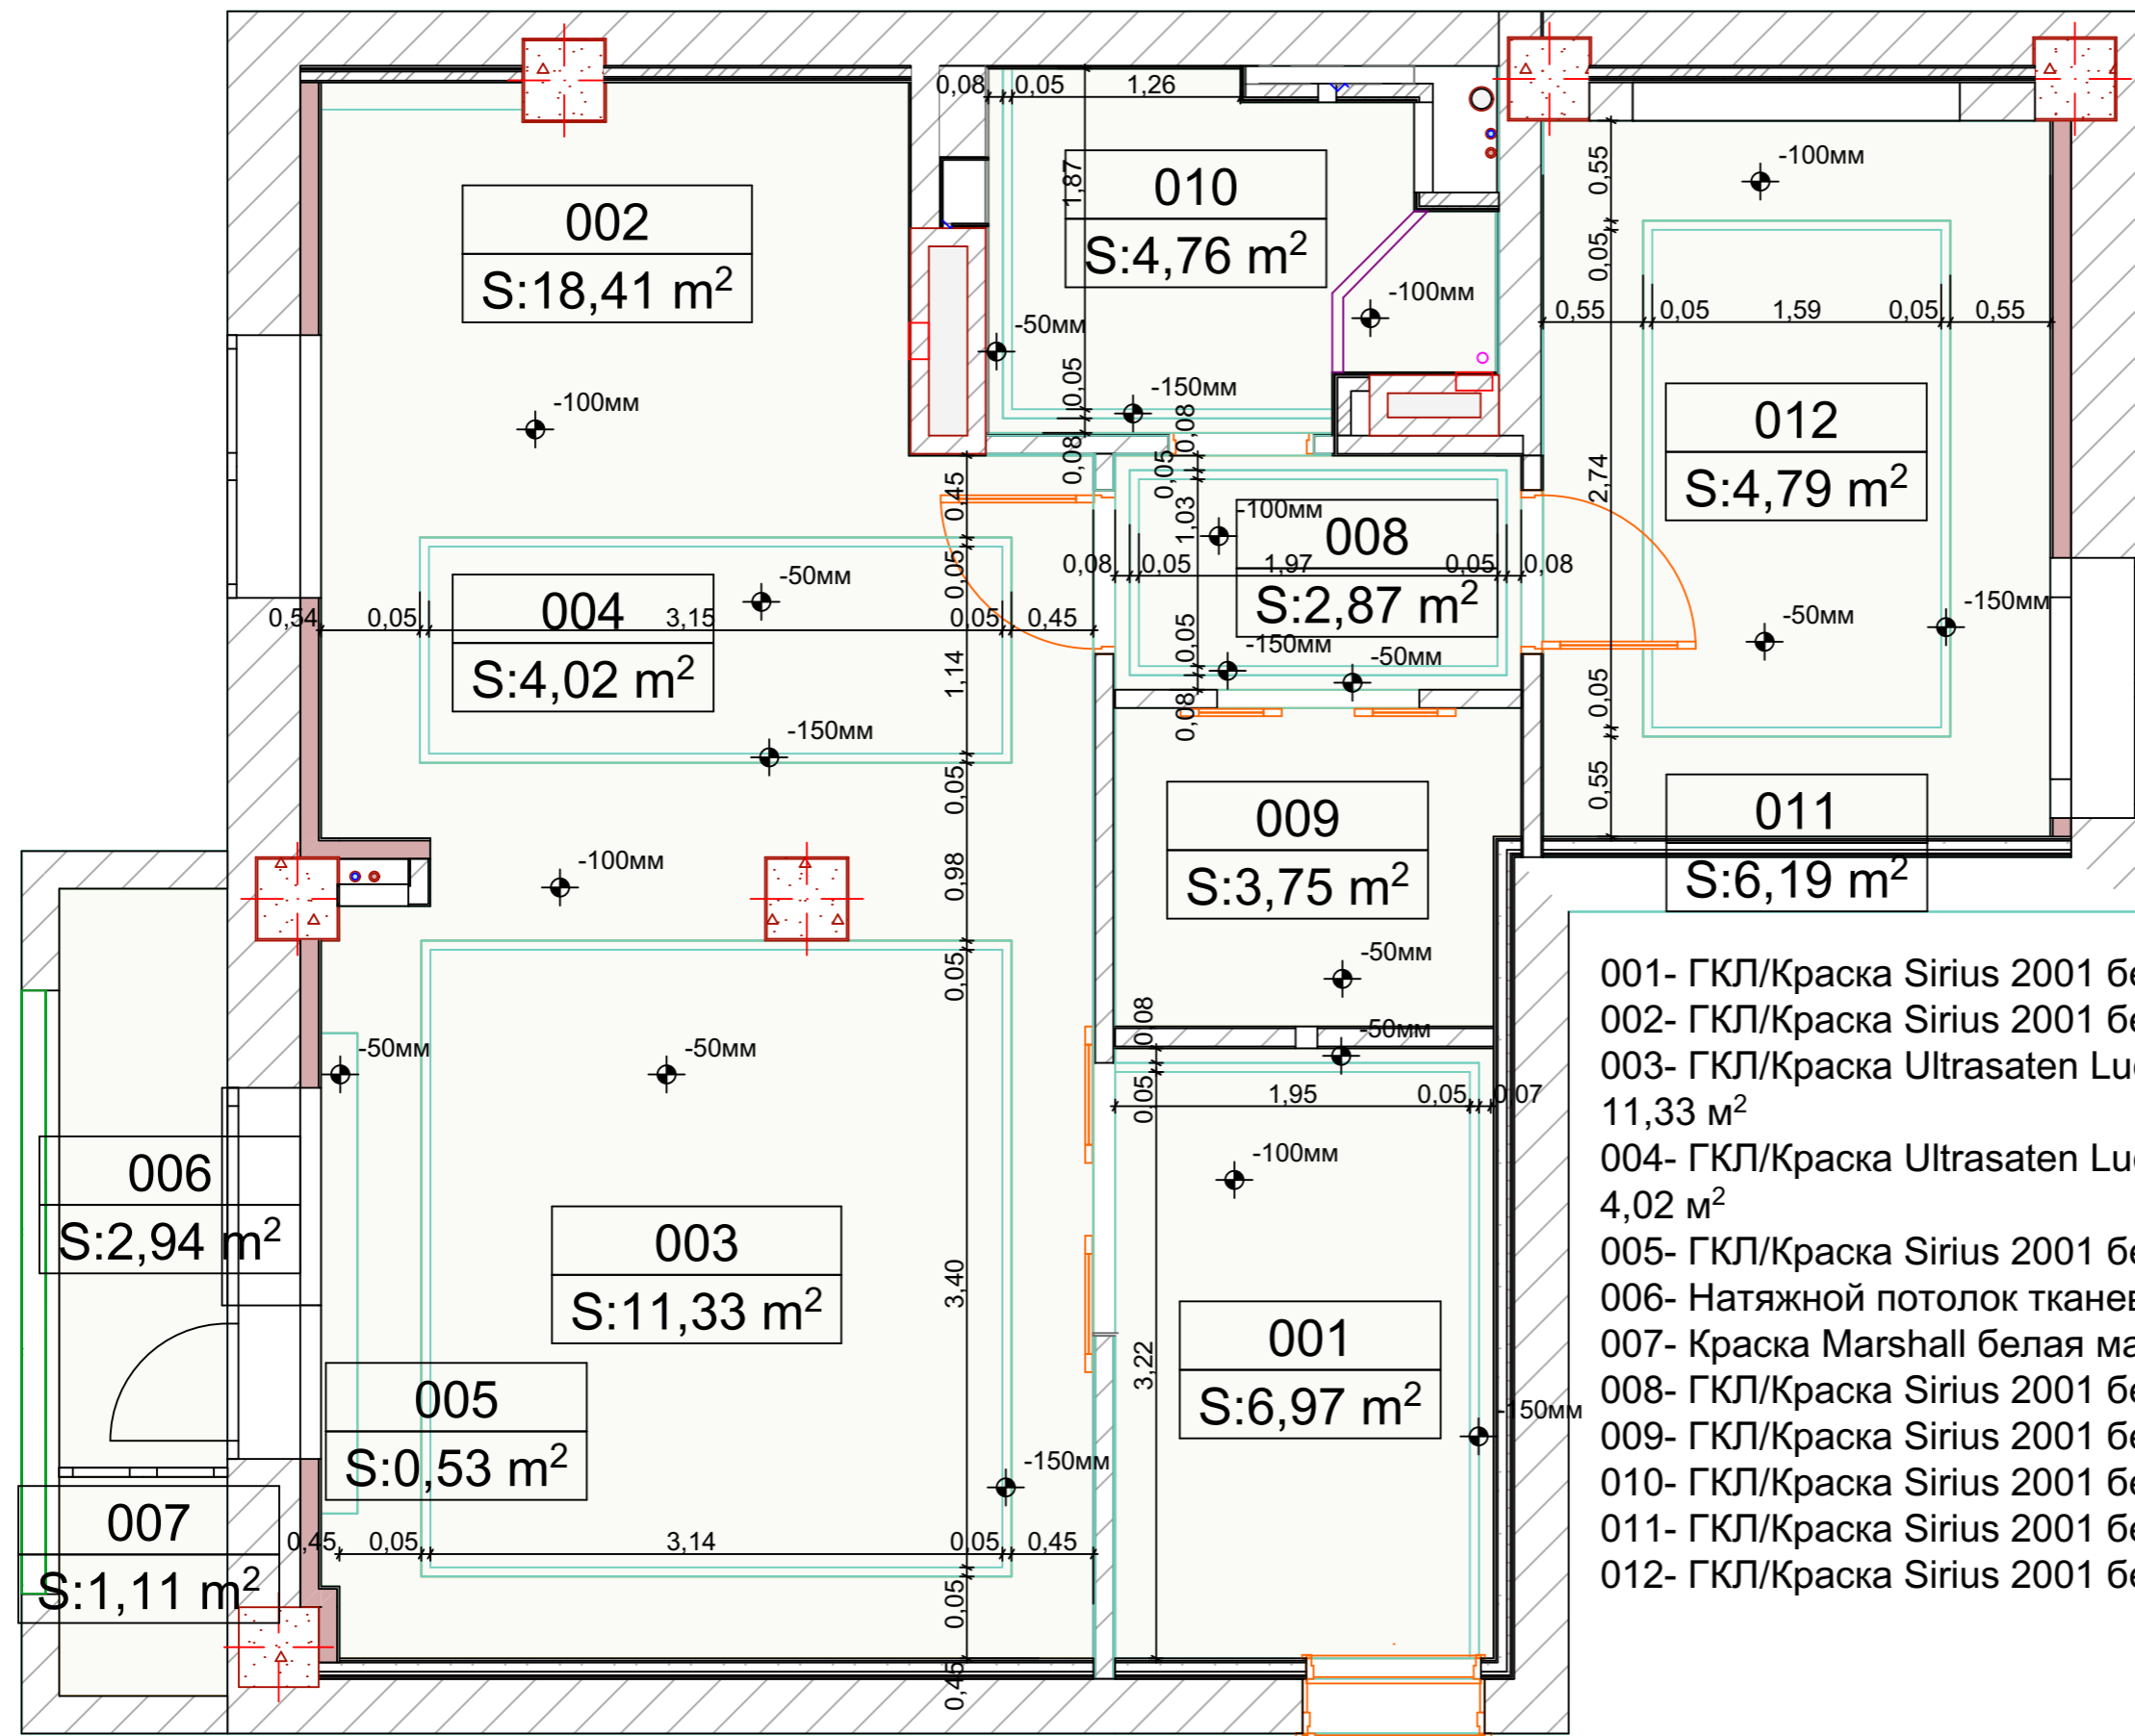 0,08 0,05 1,26
002
S:18,41 m²
1,87
010
S:4,76 m²
-50мм
-100мм
0,05
-150мм
0,08
0,08
-100мм
0,55
-100мм
0,05
0,55 0,05 1,59 0,05 0,55
012
S:4,79 m²
2,74
-50мм
-150мм
0,05
0,55
011
S:6,19 m²
0,45
0,05
-50мм
004
S:4,02 m²
0,54 0,05 3,15 0,05 0,45
1,14
-150мм
0,05
0,05
1,03
-100мм
008
S:2,87 m²
0,08 0,05 1,97 0,05 0,08
0,05
-150мм
-50мм
0,08
-100мм
0,98
0,05
009
S:3,75 m²
-50мм
-50мм
-50мм
0,08
-50мм
0,05
1,95 0,05 0,07
-100мм
006
S:2,94 m²
003
S:11,33 m²
3,40
3,22
001
S:6,97 m²
-150мм
005
S:0,53 m²
-150мм
007
S:1,11 m²
0,45 0,05 3,14 0,05 0,45
0,05
0,45
001- ГКЛ/Краска Sirius 2001
002- ГКЛ/Краска Sirius 2001
003- ГКЛ/Краска Ultrasaten
11,33 м²
004- ГКЛ/Краска Ultrasaten
4,02 м²
005- ГКЛ/Краска Sirius 2001
006- Натяжной потолок
007- Краска Marshall белая
008- ГКЛ/Краска Sirius 2001
009- ГКЛ/Краска Sirius 2001
010- ГКЛ/Краска Sirius 2001
011- ГКЛ/Краска Sirius 2001
012- ГКЛ/Краска Sirius 2001